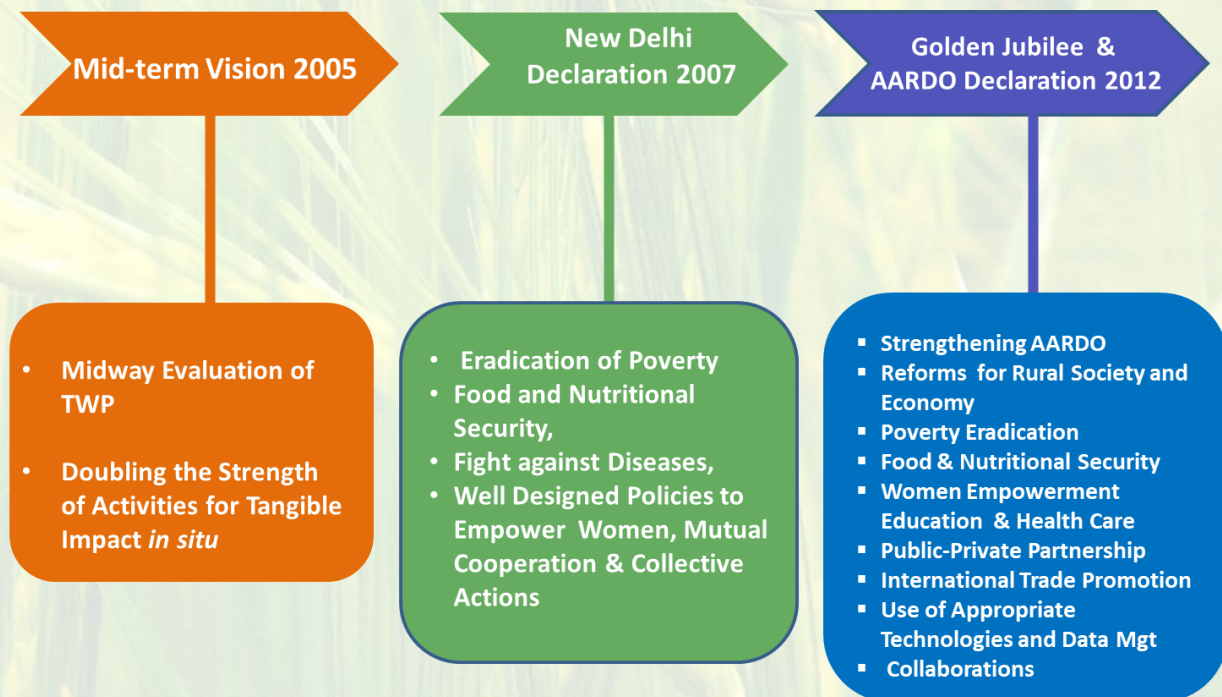 Mid-term Vision 2005
• Midway Evaluation of
TWP
• Doubling the Strength
of Activities for Tangible
Impact in situ
New Delhi
Declaration 2007
• Eradication of Poverty
• Food and Nutritional
Security,
• Fight against Diseases,
• Well Designed Policies to
Empower Women, Mutual
Cooperation & Collective
Actions
Golden Jubilee &
AARDO Declaration 2012
▪ Strengthening AARDO
▪ Reforms for Rural Society and
Economy
▪ Poverty Eradication
▪ Food & Nutritional Security
▪ Women Empowerment
Education & Health Care
▪ Public-Private Partnership
▪ International Trade Promotion
▪ Use of Appropriate
Technologies and Data Mgt
▪ Collaborations